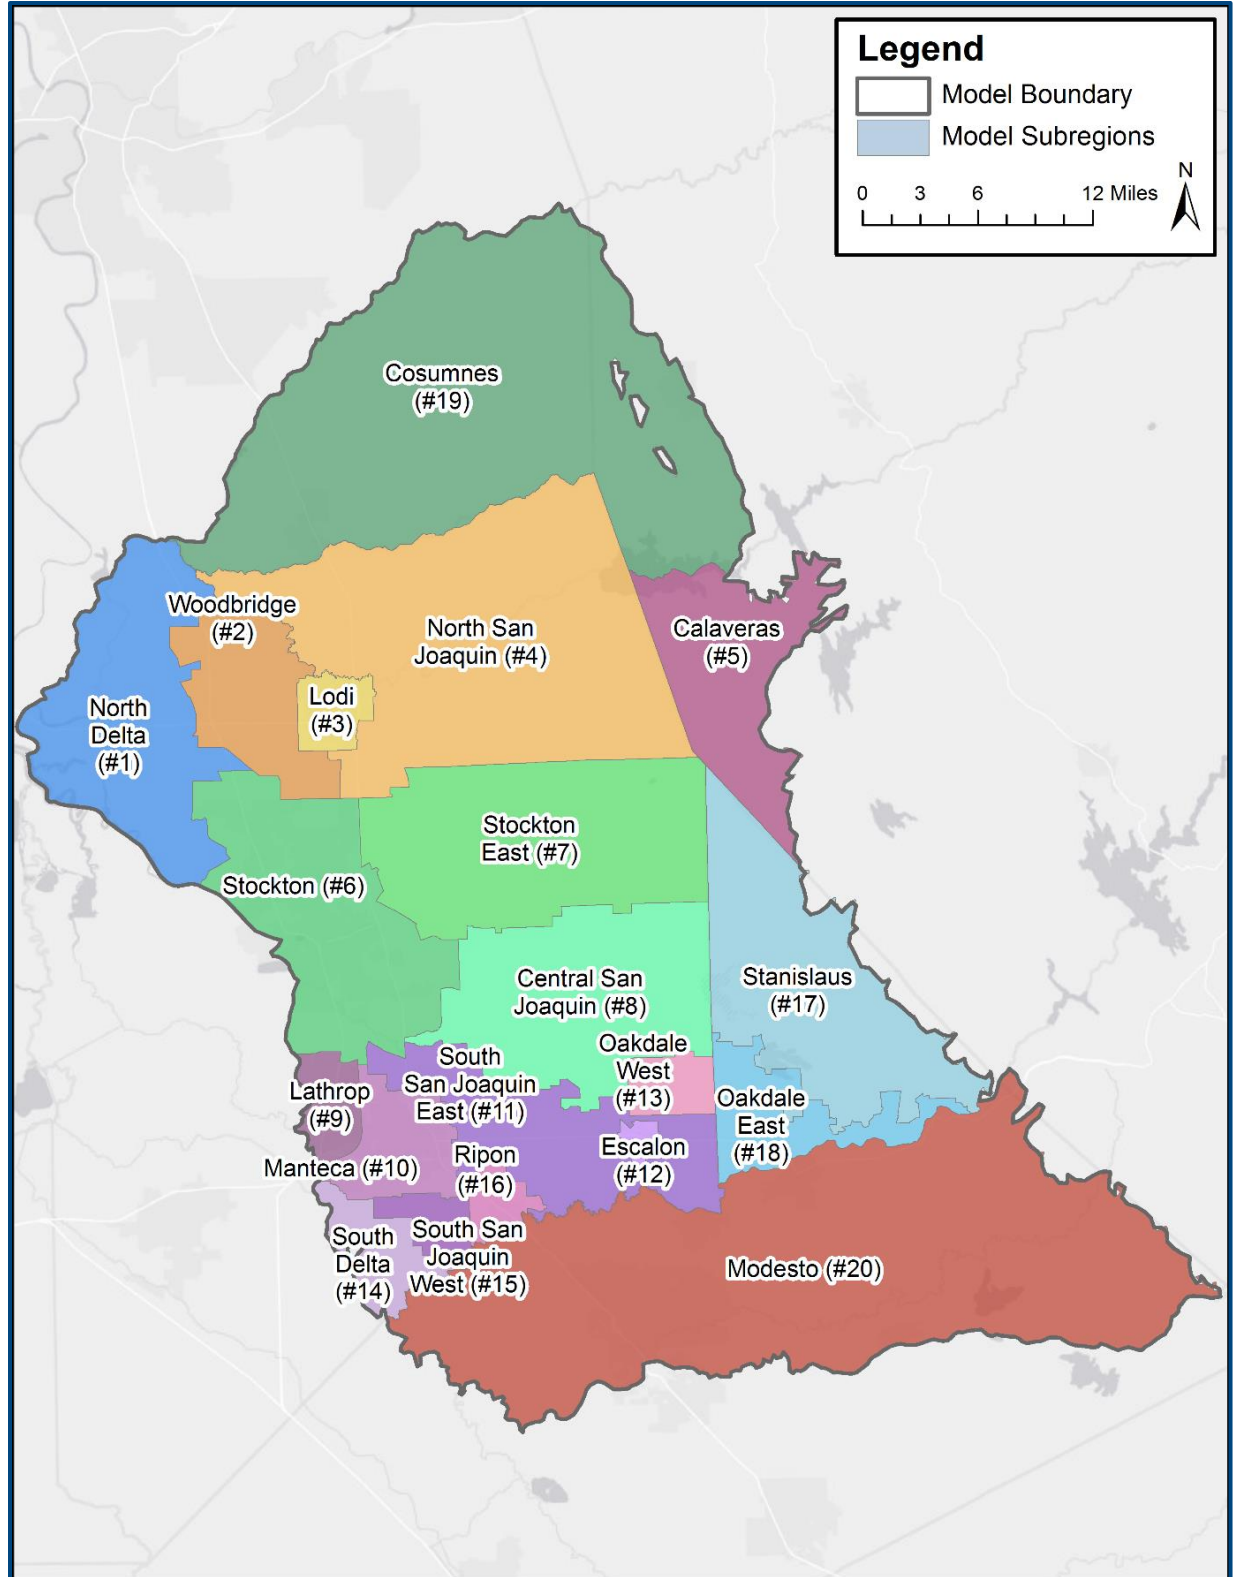 Legend
Model Boundary
Model Subregions
N
0 3 6 12 Miles
Cosumnes
(#19)
Woodbridge
(#2)
North San
Joaquin (#4)
Calaveras
(#5)
Lodi
(#3)
North
Delta
(#1)
Stockton
East (#7)
Stockton (#6)
Central San
Joaquin (#8)
Stanislaus
(#17)
Oakdale
West
(#13)
South
San Joaquin
East (#11)
Lathrop
(#9)
Oakdale
East
(#18)
Manteca (#10)
Ripon
(#16)
Escalon
(#12)
South
Delta
(#14)
South San
Joaquin
West (#15)
Modesto (#20)